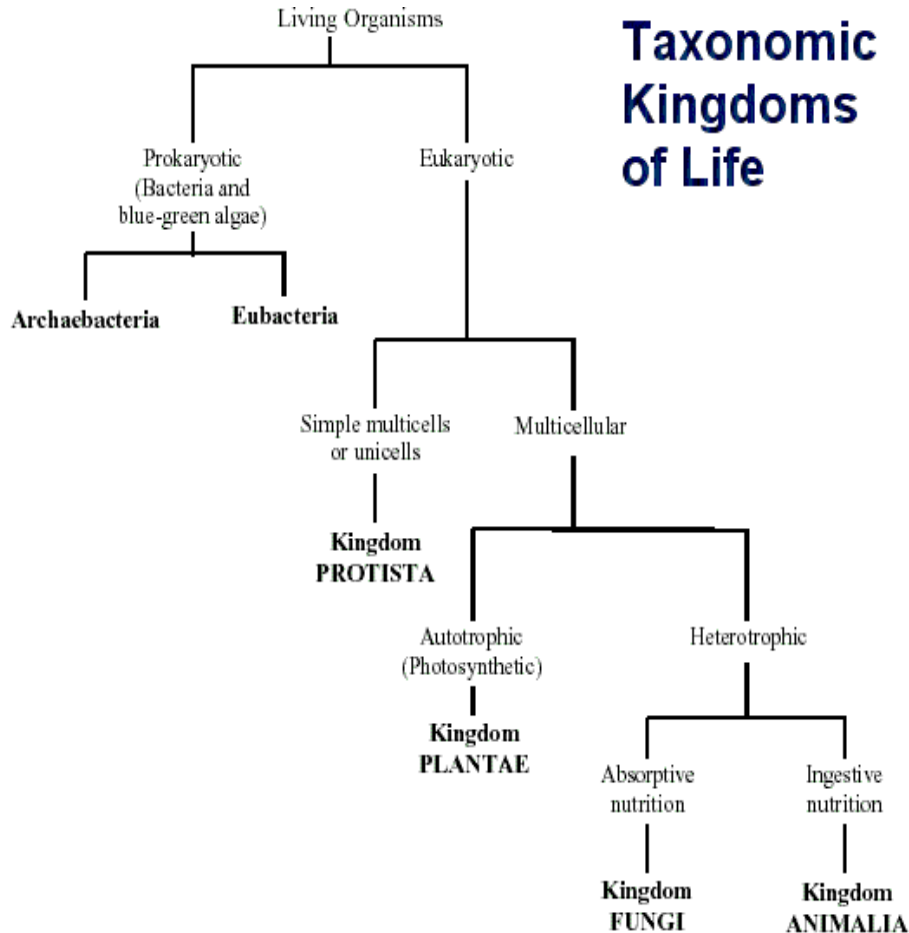 Living Organisms
Taxonomic
Kingdoms
of Life
Prokaryotic
(Bacteria and
blue-green algae)
Eukaryotic
Archaebacteria
Eubacteria
Simple multicells
or unicells
Multicellular
Kingdom
PROTISTA
Autotrophic
(Photosynthetic)
Heterotrophic
Kingdom
PLANTAE
Absorptive
nutrition
Ingestive
nutrition
Kingdom
FUNGI
Kingdom
ANIMALIA